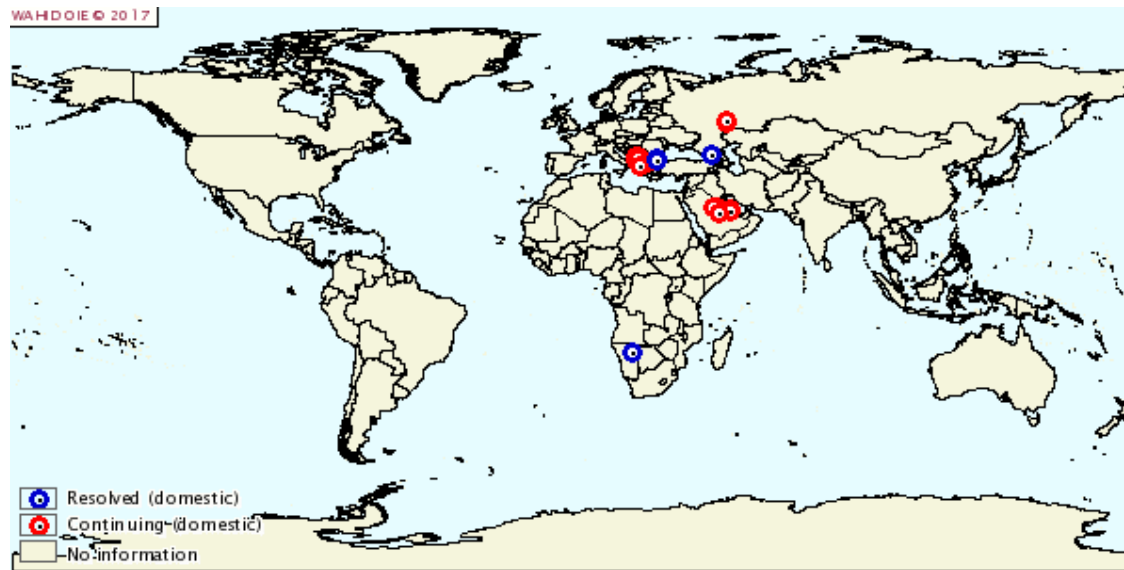 WAHIDOIE © 2017
Resolved (domestic)
Continuing (domestic)
No information